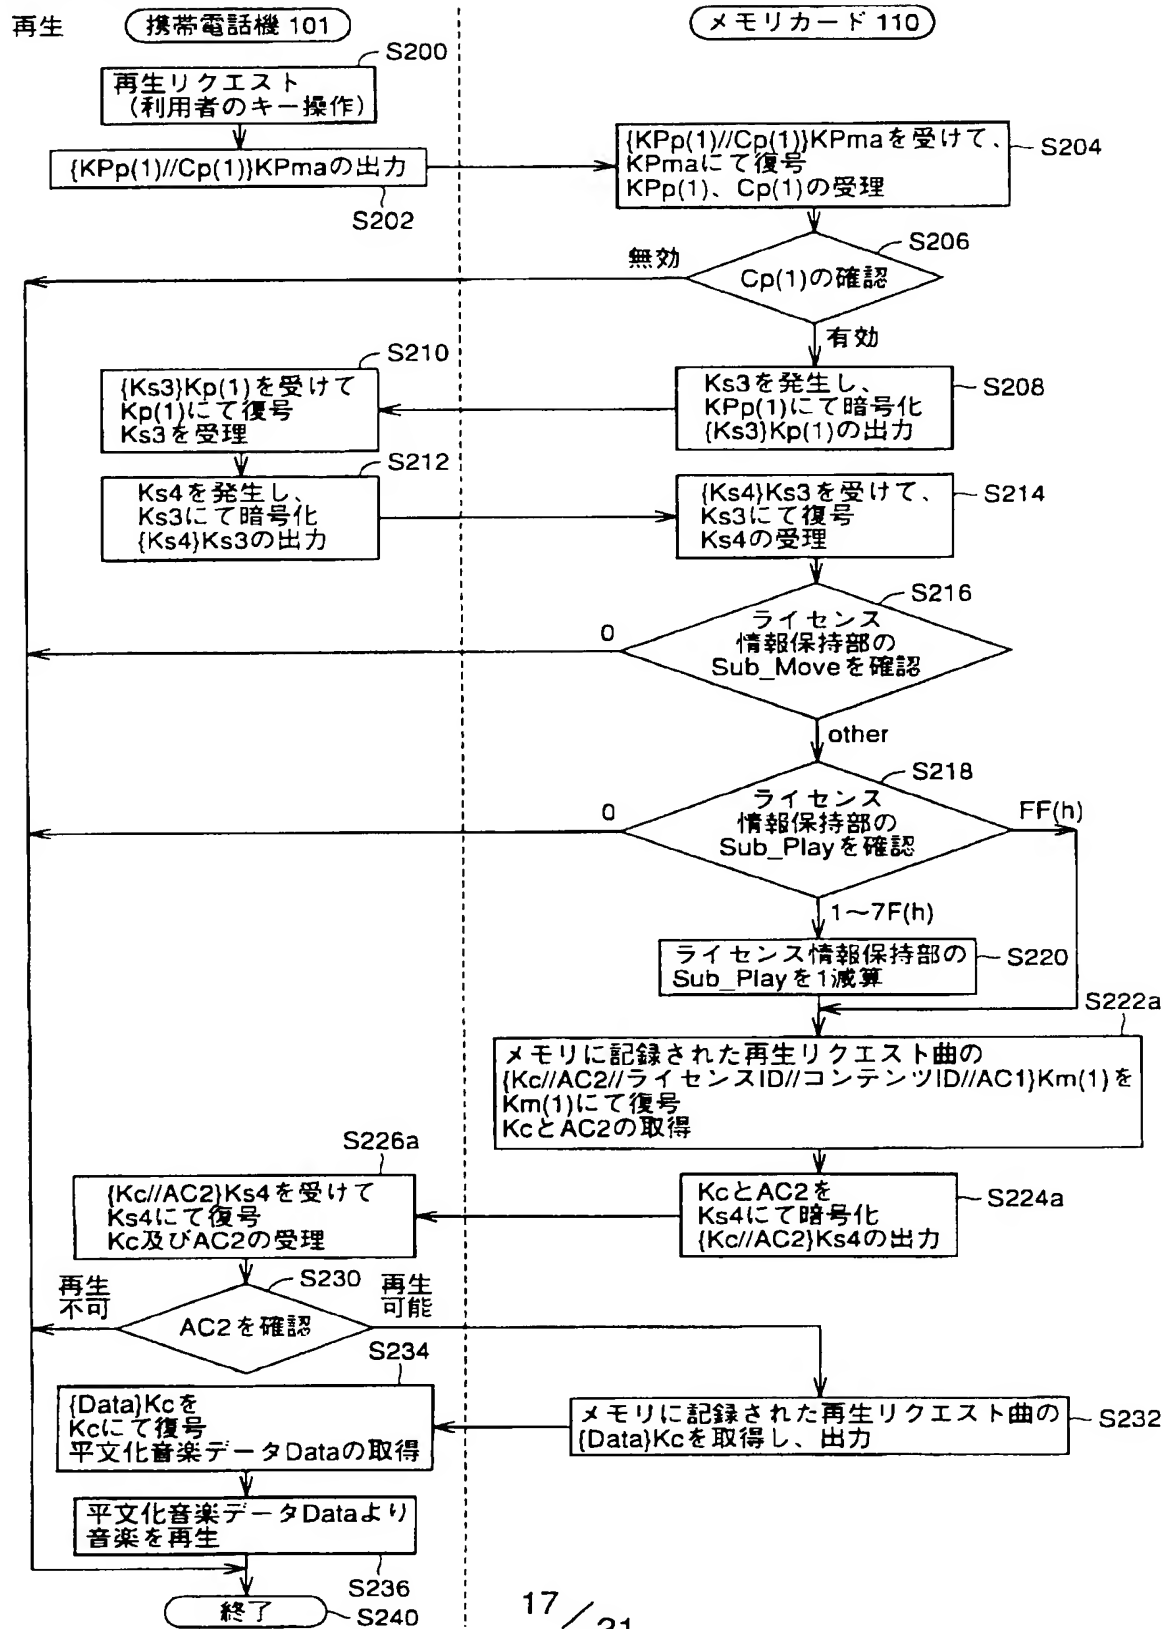 再生
携帯電話機 101
メモリカード 110
S200
再生リクエスト
(利用者のキー操作)
{KPp(1)//Cp(1)}KPmaの出力
S202
{KPp(1)//Cp(1)}KPmaを受けて、
KPmaにて復号
KPp(1)、Cp(1)の受理
S204
S206
無効
Cp(1)の確認
有効
S210
{Ks3}Kp(1)を受けて
Kp(1)にて復号
Ks3を受理
Ks3を発生し、
KPp(1)にて暗号化
{Ks3}Kp(1)の出力
S208
S212
Ks4を発生し、
Ks3にて暗号化
{Ks4}Ks3の出力
{Ks4}Ks3を受けて、
Ks3にて復号
Ks4の受理
S214
S216
0
ライセンス
情報保持部の
Sub_Moveを確認
other
S218
0
ライセンス
情報保持部の
Sub_Playを確認
FF(h)
1～7F(h)
ライセンス情報保持部の
Sub_Playを1減算
S220
S222a
メモリに記録された再生リクエスト曲の
{Kc//AC2//ライセンスID//コンテンツID//AC1}Km(1)を
Km(1)にて復号
KcとAC2の取得
S226a
{Kc//AC2}Ks4を受けて
Ks4にて復号
Kc及びAC2の受理
KcとAC2を
Ks4にて暗号化
{Kc//AC2}Ks4の出力
S224a
S230
再生
不可
AC2を確認
再生
可能
S234
{Data}Kcを
Kcにて復号
平文化音楽データDataの取得
メモリに記録された再生リクエスト曲の
{Data}Kcを取得し、出力
S232
平文化音楽データDataより
音楽を再生
S236
終了
S240
17/21